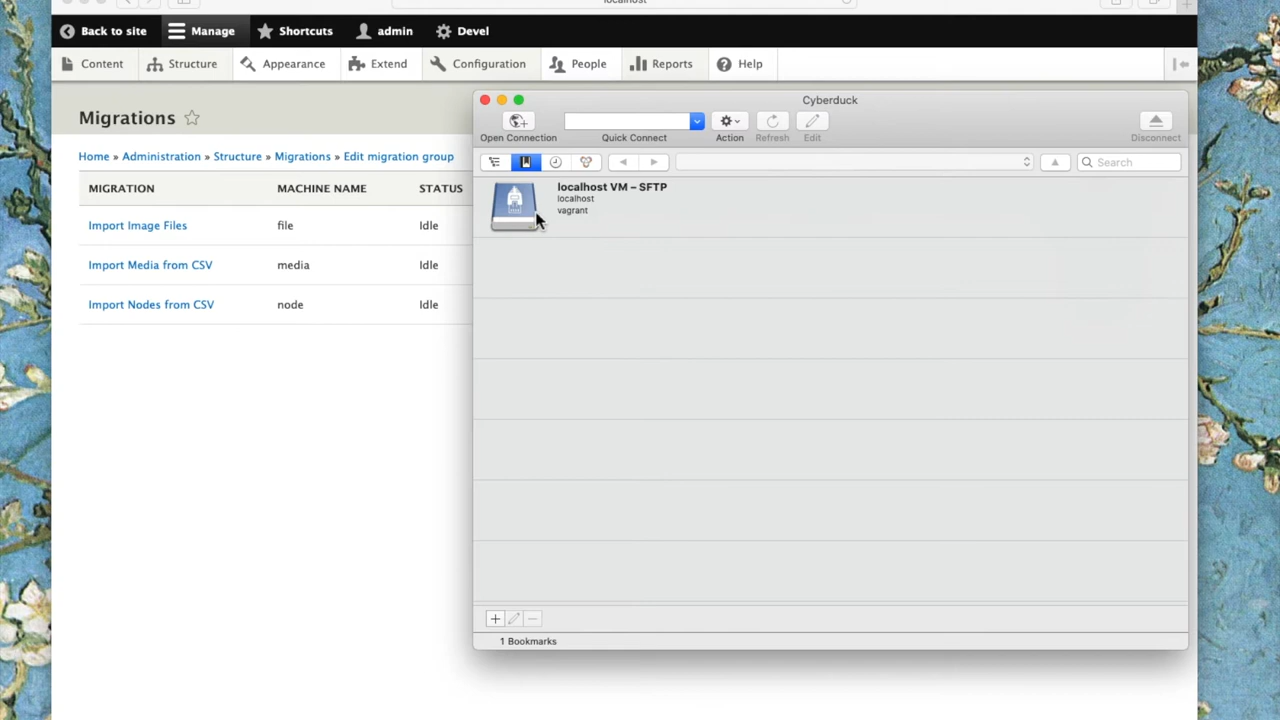 localhost
Back to site Manage Shortcuts admin Devel
Content Structure Appearance Extend Configuration People Reports Help
Migrations
Home » Administration » Structure » Migrations » Edit migration group
MIGRATION MACHINE NAME STATUS
Import Image Files file Idle
Import Media from CSV media Idle
Import Nodes from CSV node Idle
Cyberduck
Open Connection Quick Connect Action Refresh Edit Disconnect
Search
localhost VM – SFTP
localhost
vagrant
1 Bookmarks